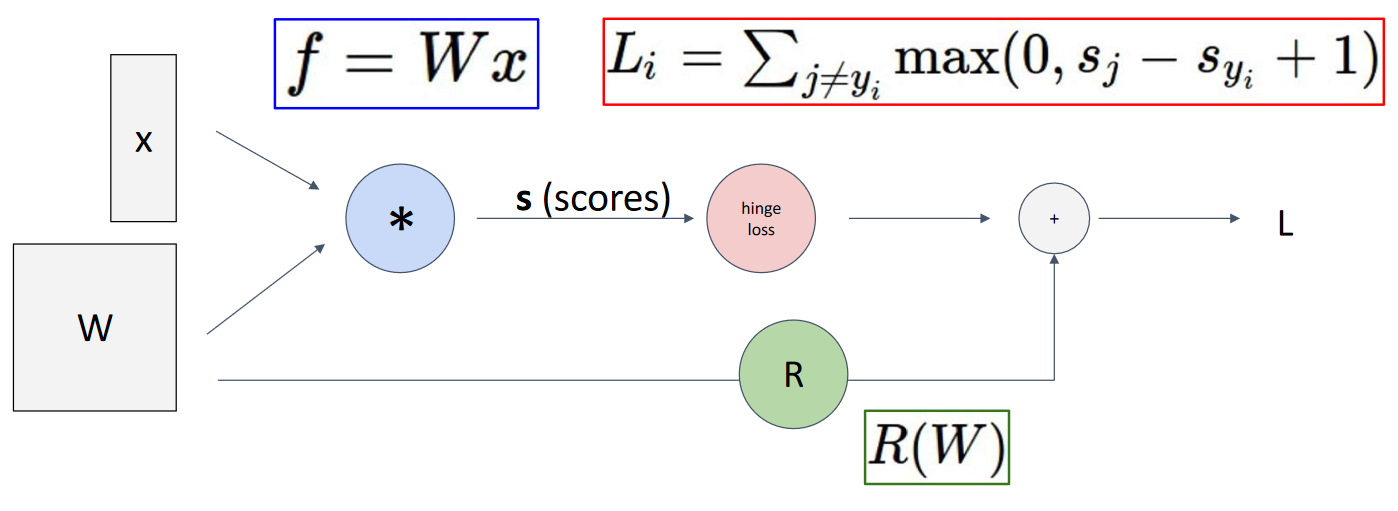 f = Wx
L_i = ∑_{j≠y_i} max(0, s_j − s_{y_i} + 1)
x
*
s (scores)
hinge
loss
+
L
W
R
R(W)